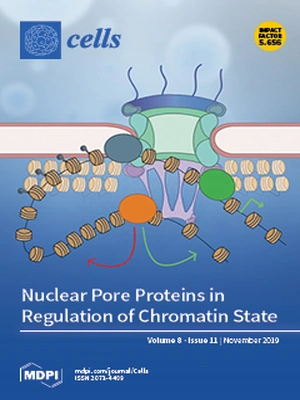 cells
IMPACT
FACTOR
5.656
Nuclear Pore Proteins in
Regulation of Chromatin State
Volume 8 · Issue 11 | November 2019
MDPI
mdpi.com/journal/cells
ISSN 2073-4409